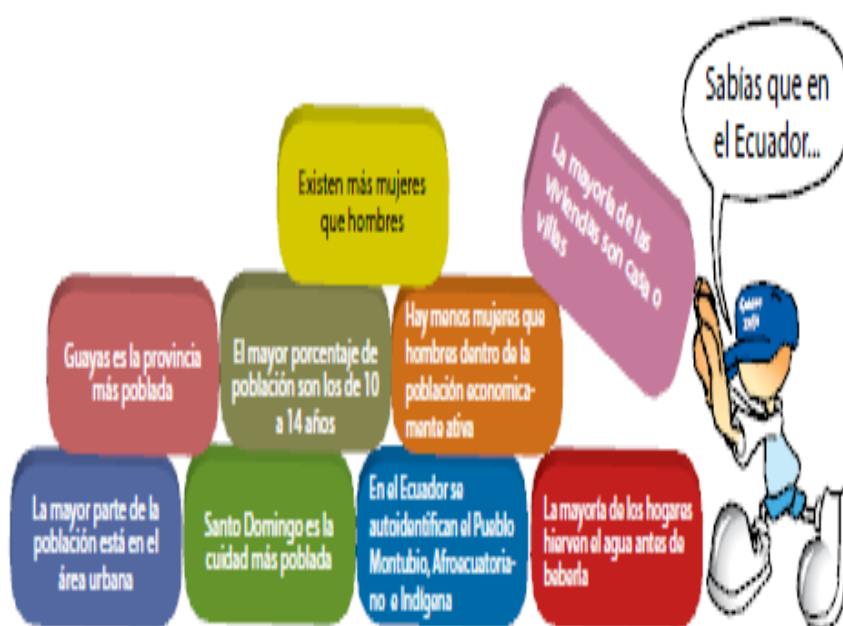 Sabías que en
el Ecuador...
La mayoría de las
viviendas son casa o
villas
Existen más mujeres
que hombres
Guayas es la provincia
más poblada
El mayor porcentaje de
población son los de 10
a 14 años
Hay menos mujeres que
hombres dentro de la
población economica-
mente ativa
La mayor parte de la
población está en el
área urbana
Santo Domingo es la
cuidad más poblada
En el Ecuador se
autoidentifican el Pueblo
Montubio, Afroecuatoria-
no e Indígena
La mayoría de los hogares
hierven el agua antes de
beberla